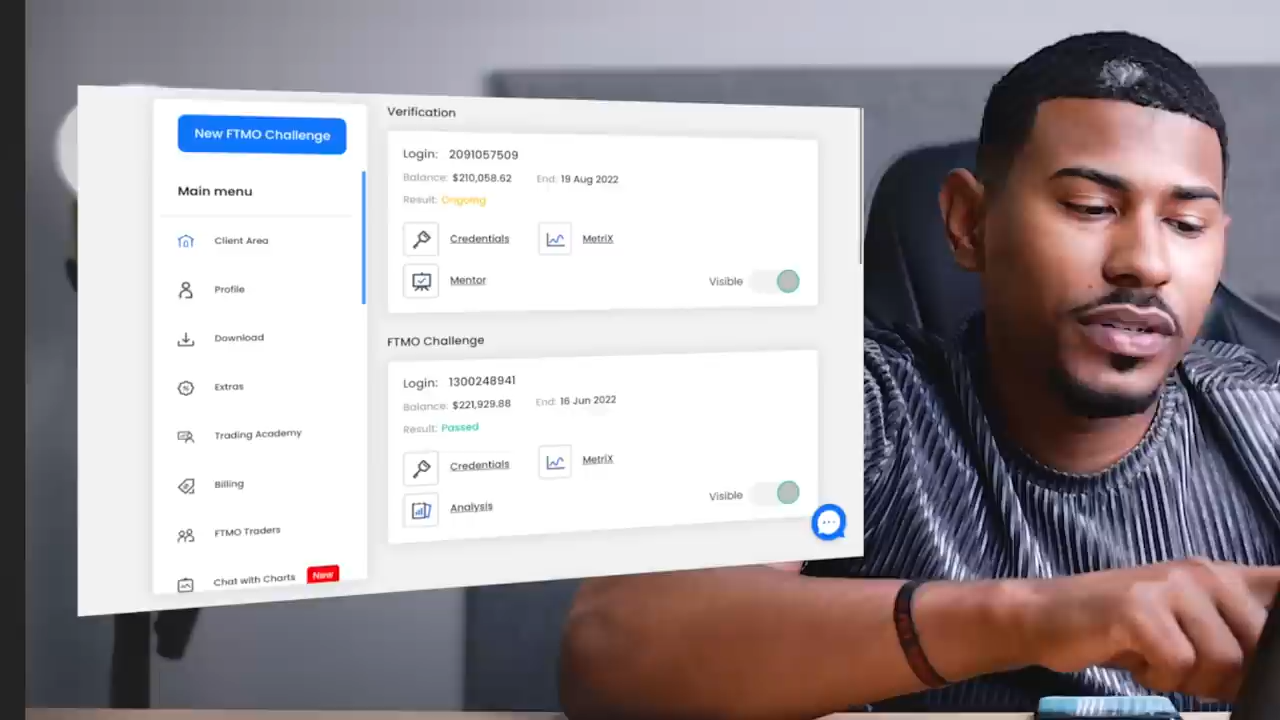 New FTMO Challenge
Main menu
Client Area
Profile
Download
Extras
Trading Academy
Billing
FTMO Traders
Chat with Charts New
Verification
Login: 2091057509
Balance: $210,058.62 End: 19 Aug 2022
Result: Ongoing
Credentials MetriX
Mentor Visible
FTMO Challenge
Login: 1300248941
Balance: $221,929.88 End: 16 Jun 2022
Result: Passed
Credentials MetriX
Analysis Visible